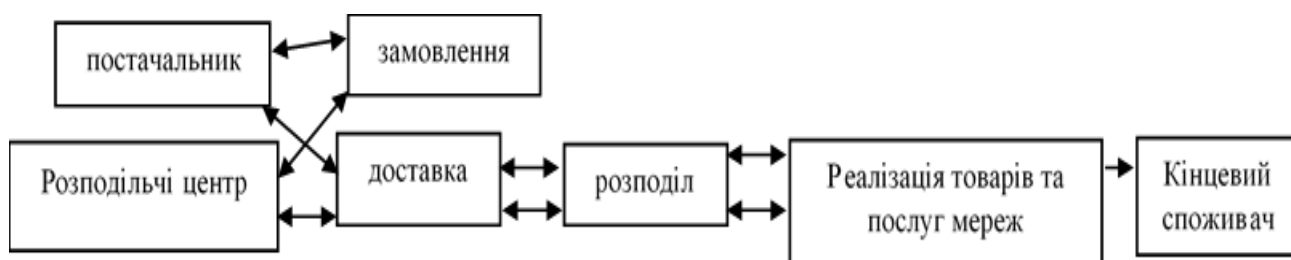 постачальник
замовлення
Розподільчі центр
доставка
розподіл
Реалізація товарів та
послуг мереж
Кінцевий
споживач